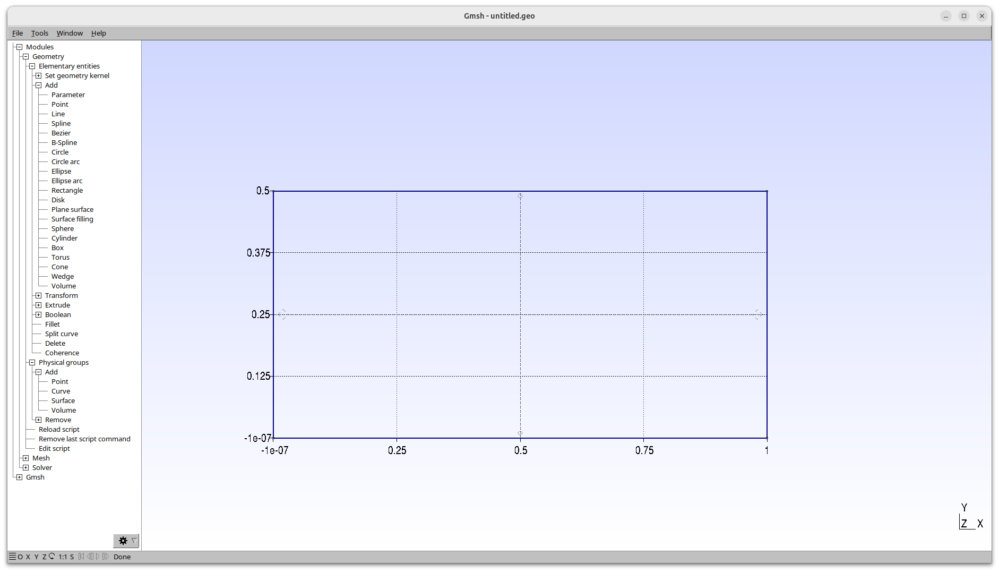 Gmsh - untitled.geo
File Tools Window Help
Modules
Geometry
Elementary entities
Set geometry kernel
Add
Parameter
Point
Line
Spline
Bezier
B-Spline
Circle
Circle arc
Ellipse
Ellipse arc
Rectangle
Disk
Plane surface
Surface filling
Sphere
Cylinder
Box
Torus
Cone
Wedge
Volume
Transform
Extrude
Boolean
Fillet
Split curve
Delete
Coherence
Physical groups
Add
Point
Curve
Surface
Volume
Remove
Reload script
Remove last script command
Edit script
Mesh
Solver
Gmsh
0.5
0.375
0.25
0.125
-1e-07
-1e-07 0.25 0.5 0.75 1
Y
Z X
O X Y Z 1:1 S Done